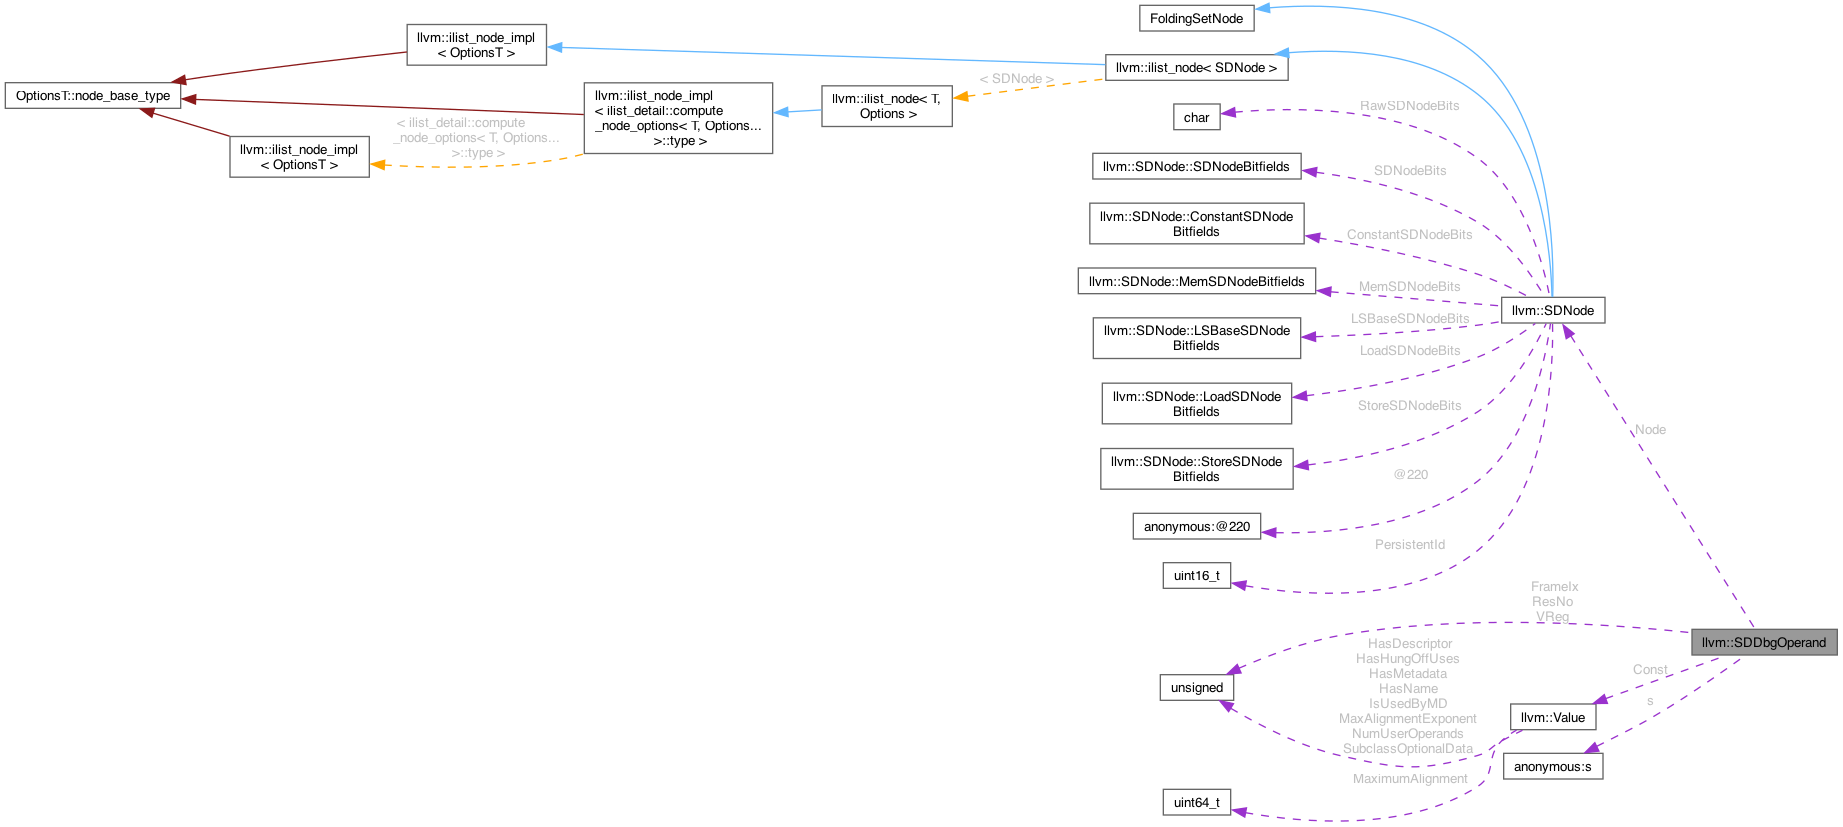 FoldingSetNode
llvm::ilist_node_impl
< OptionsT >
llvm::ilist_node< SDNode >
< SDNode >
OptionsT::node_base_type
llvm::ilist_node_impl
< ilist_detail::compute
_node_options< T, Options...
>::type >
llvm::ilist_node< T,
Options >
< ilist_detail::compute
_node_options< T, Options...
>::type >
llvm::ilist_node_impl
< OptionsT >
char
RawSDNodeBits
llvm::SDNode::SDNodeBitfields
SDNodeBits
llvm::SDNode::ConstantSDNode
Bitfields
ConstantSDNodeBits
llvm::SDNode::MemSDNodeBitfields
MemSDNodeBits
llvm::SDNode
llvm::SDNode::LSBaseSDNode
Bitfields
LSBaseSDNodeBits
llvm::SDNode::LoadSDNode
Bitfields
LoadSDNodeBits
llvm::SDNode::StoreSDNode
Bitfields
StoreSDNodeBits
Node
anonymous:@220
@220
uint16_t
PersistentId
FrameIx
ResNo
VReg
llvm::SDDbgOperand
unsigned
HasDescriptor
HasHungOffUses
HasMetadata
HasName
IsUsedByMD
MaxAlignmentExponent
NumUserOperands
SubclassOptionalData
Const
s
llvm::Value
anonymous:s
MaximumAlignment
uint64_t